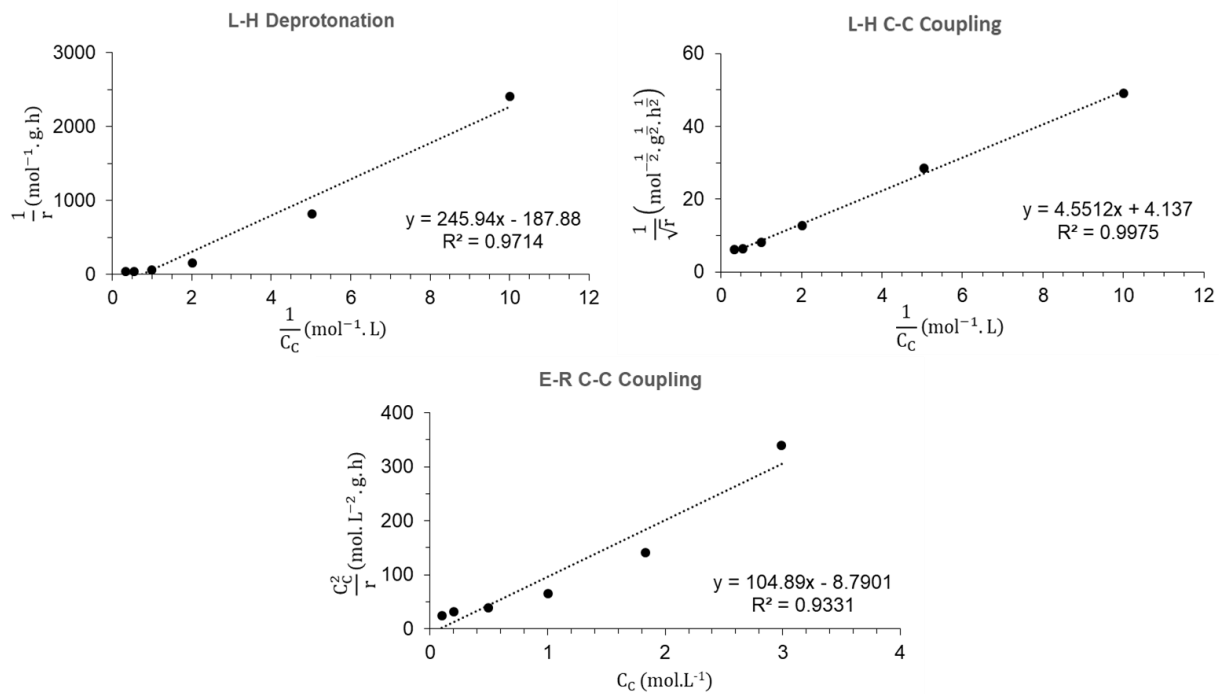 L-H Deprotonation
3000
2000
1000
0
0 2 4 6 8 10 12
1/r (mol⁻¹. g. h)
y = 245.94x - 187.88
R² = 0.9714
1/C_C (mol⁻¹. L)
L-H C-C Coupling
60
40
20
0
0 2 4 6 8 10 12
1/√r (mol^(-1/2). g^(1/2). h^(1/2))
y = 4.5512x + 4.137
R² = 0.9975
1/C_C (mol⁻¹. L)
E-R C-C Coupling
400
300
200
100
0
0 1 2 3 4
C_C²/r (mol. L⁻². g. h)
y = 104.89x - 8.7901
R² = 0.9331
C_C (mol.L⁻¹)